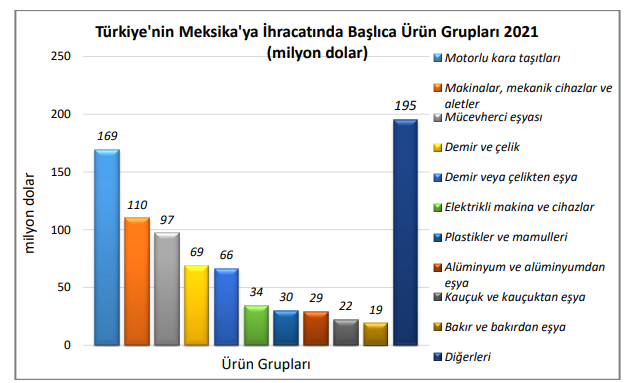 Türkiye'nin Meksika'ya İhracatında Başlıca Ürün Grupları 2021
(milyon dolar)
250
200
150
100
50
0
milyon dolar
169
110
97
69
66
34
30
29
22
19
195
Ürün Grupları
Motorlu kara taşıtları
Makinalar, mekanik cihazlar ve
aletler
Mücevherci eşyası
Demir ve çelik
Demir veya çelikten eşya
Elektrikli makina ve cihazlar
Plastikler ve mamulleri
Alüminyum ve alüminyumdan
eşya
Kauçuk ve kauçuktan eşya
Bakır ve bakırdan eşya
Diğerleri